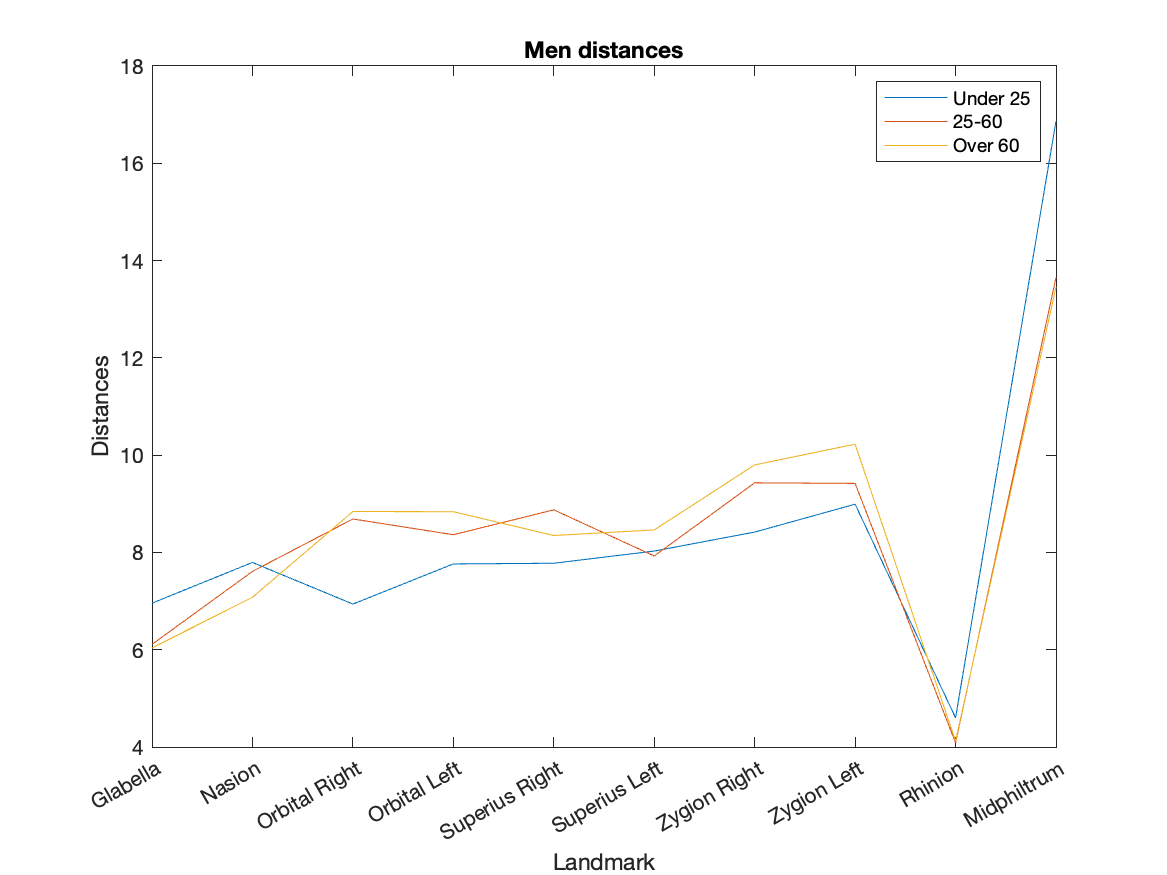 Men distances
18
16
14
12
10
8
6
4
Distances
Under 25
25-60
Over 60
Glabella
Nasion
Orbital Right
Orbital Left
Superius Right
Superius Left
Zygion Right
Zygion Left
Rhinion
Midphiltrum
Landmark